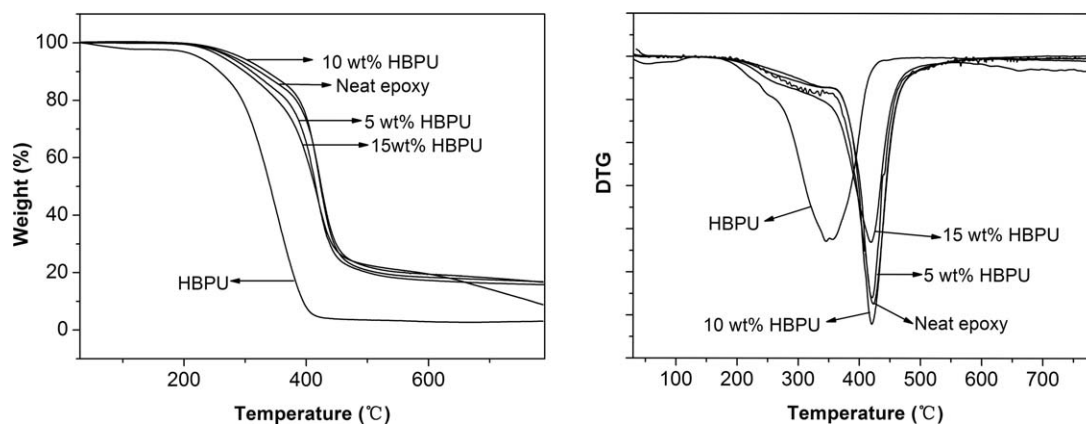 100
80
60
40
20
0
Weight (%)
10 wt% HBPU
Neat epoxy
5 wt% HBPU
15wt% HBPU
HBPU
200
400
600
Temperature (℃)
DTG
HBPU
15 wt% HBPU
5 wt% HBPU
Neat epoxy
10 wt% HBPU
100
200
300
400
500
600
700
Temperature (℃)